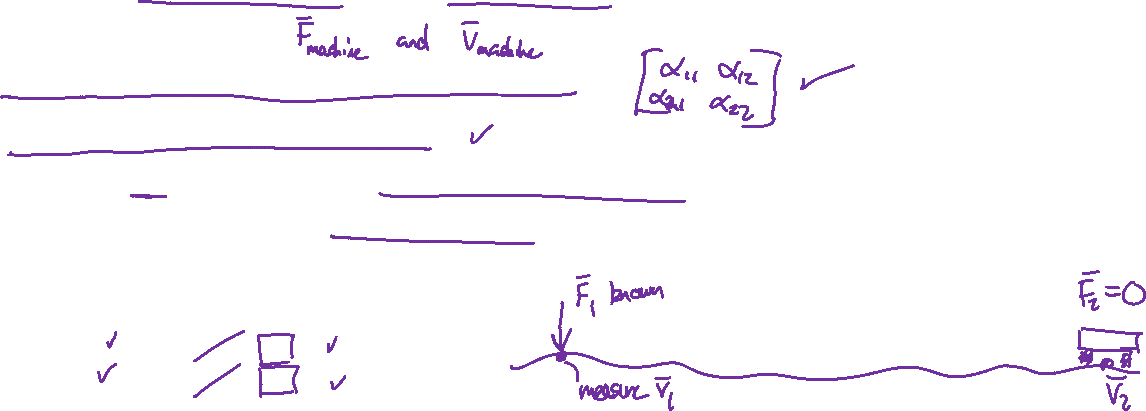 F̄machine and V̄machine
[α11 α12
α21 α22] ✓
✓
F̄1 known
F̄2 = 0
✓ ✓
✓ ✓
measure V̄1
V̄2